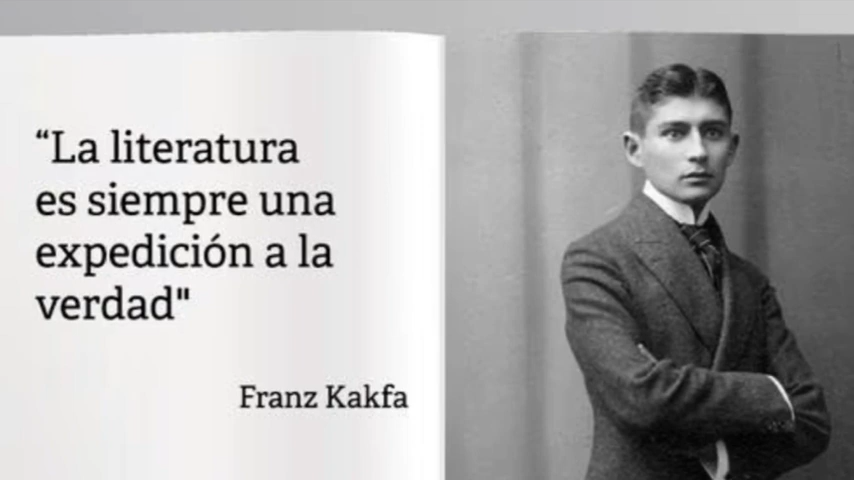 “La literatura
es siempre una
expedición a la
verdad"
Franz Kakfa